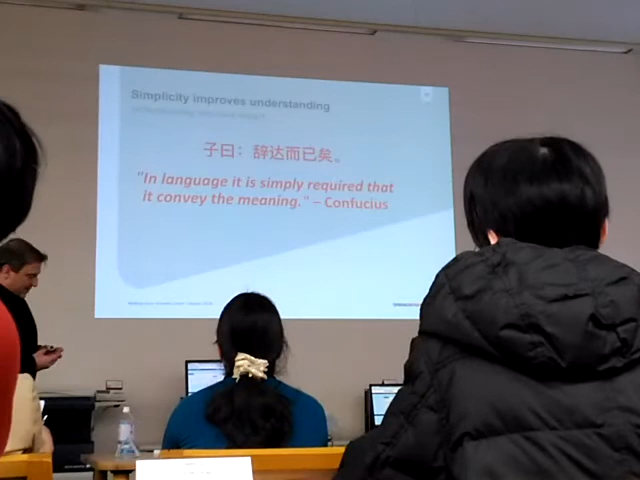 Simplicity improves understanding
子曰：辞达而已矣。
"In language it is simply required that
it convey the meaning." – Confucius